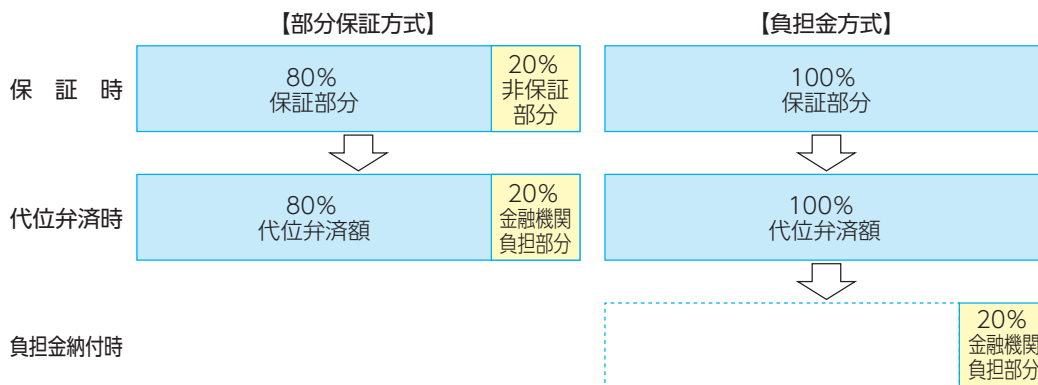 【部分保証方式】
【負担金方式】
保証時
80%
保証部分
20%
非保証
部分
100%
保証部分
代位弁済時
80%
代位弁済額
20%
金融機関
負担部分
100%
代位弁済額
負担金納付時
20%
金融機関
負担部分